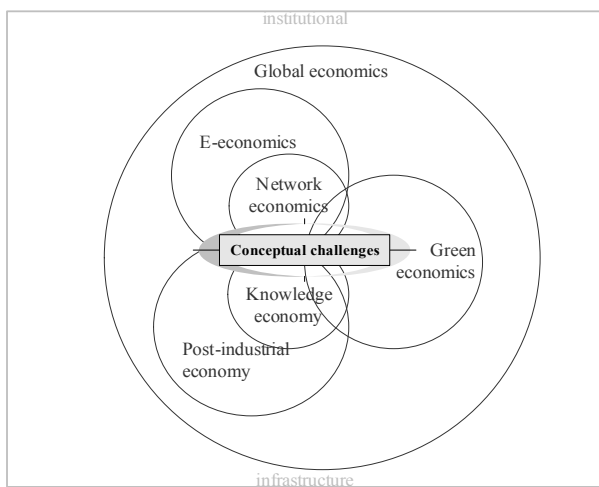 institutional
Global economics
E-economics
Network
economics
Conceptual challenges
Green
economics
Knowledge
economy
Post-industrial
economy
infrastructure